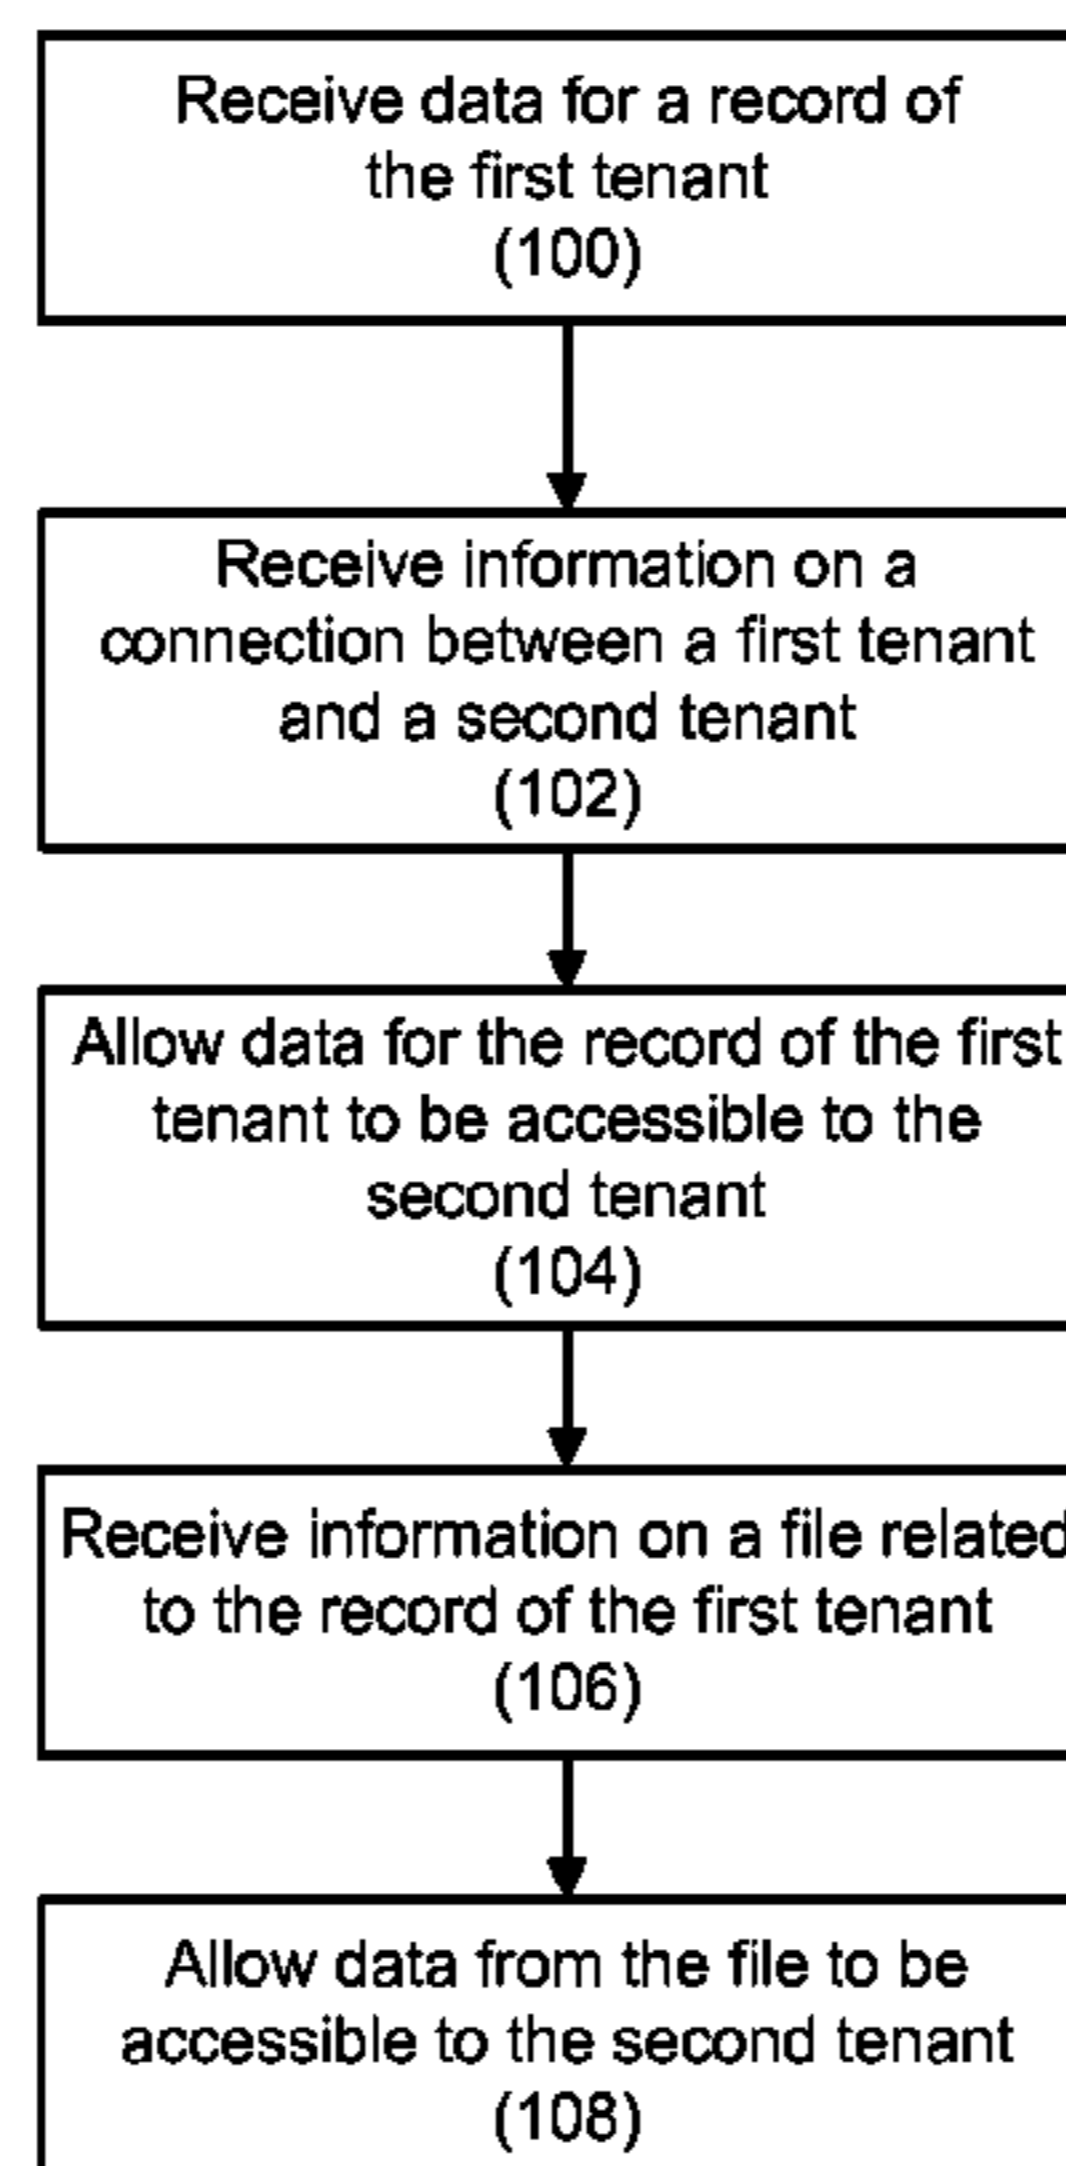 Receive data for a record of
the first tenant
(100)
Receive information on a
connection between a first tenant
and a second tenant
(102)
Allow data for the record of the first
tenant to be accessible to the
second tenant
(104)
Receive information on a file related
to the record of the first tenant
(106)
Allow data from the file to be
accessible to the second tenant
(108)